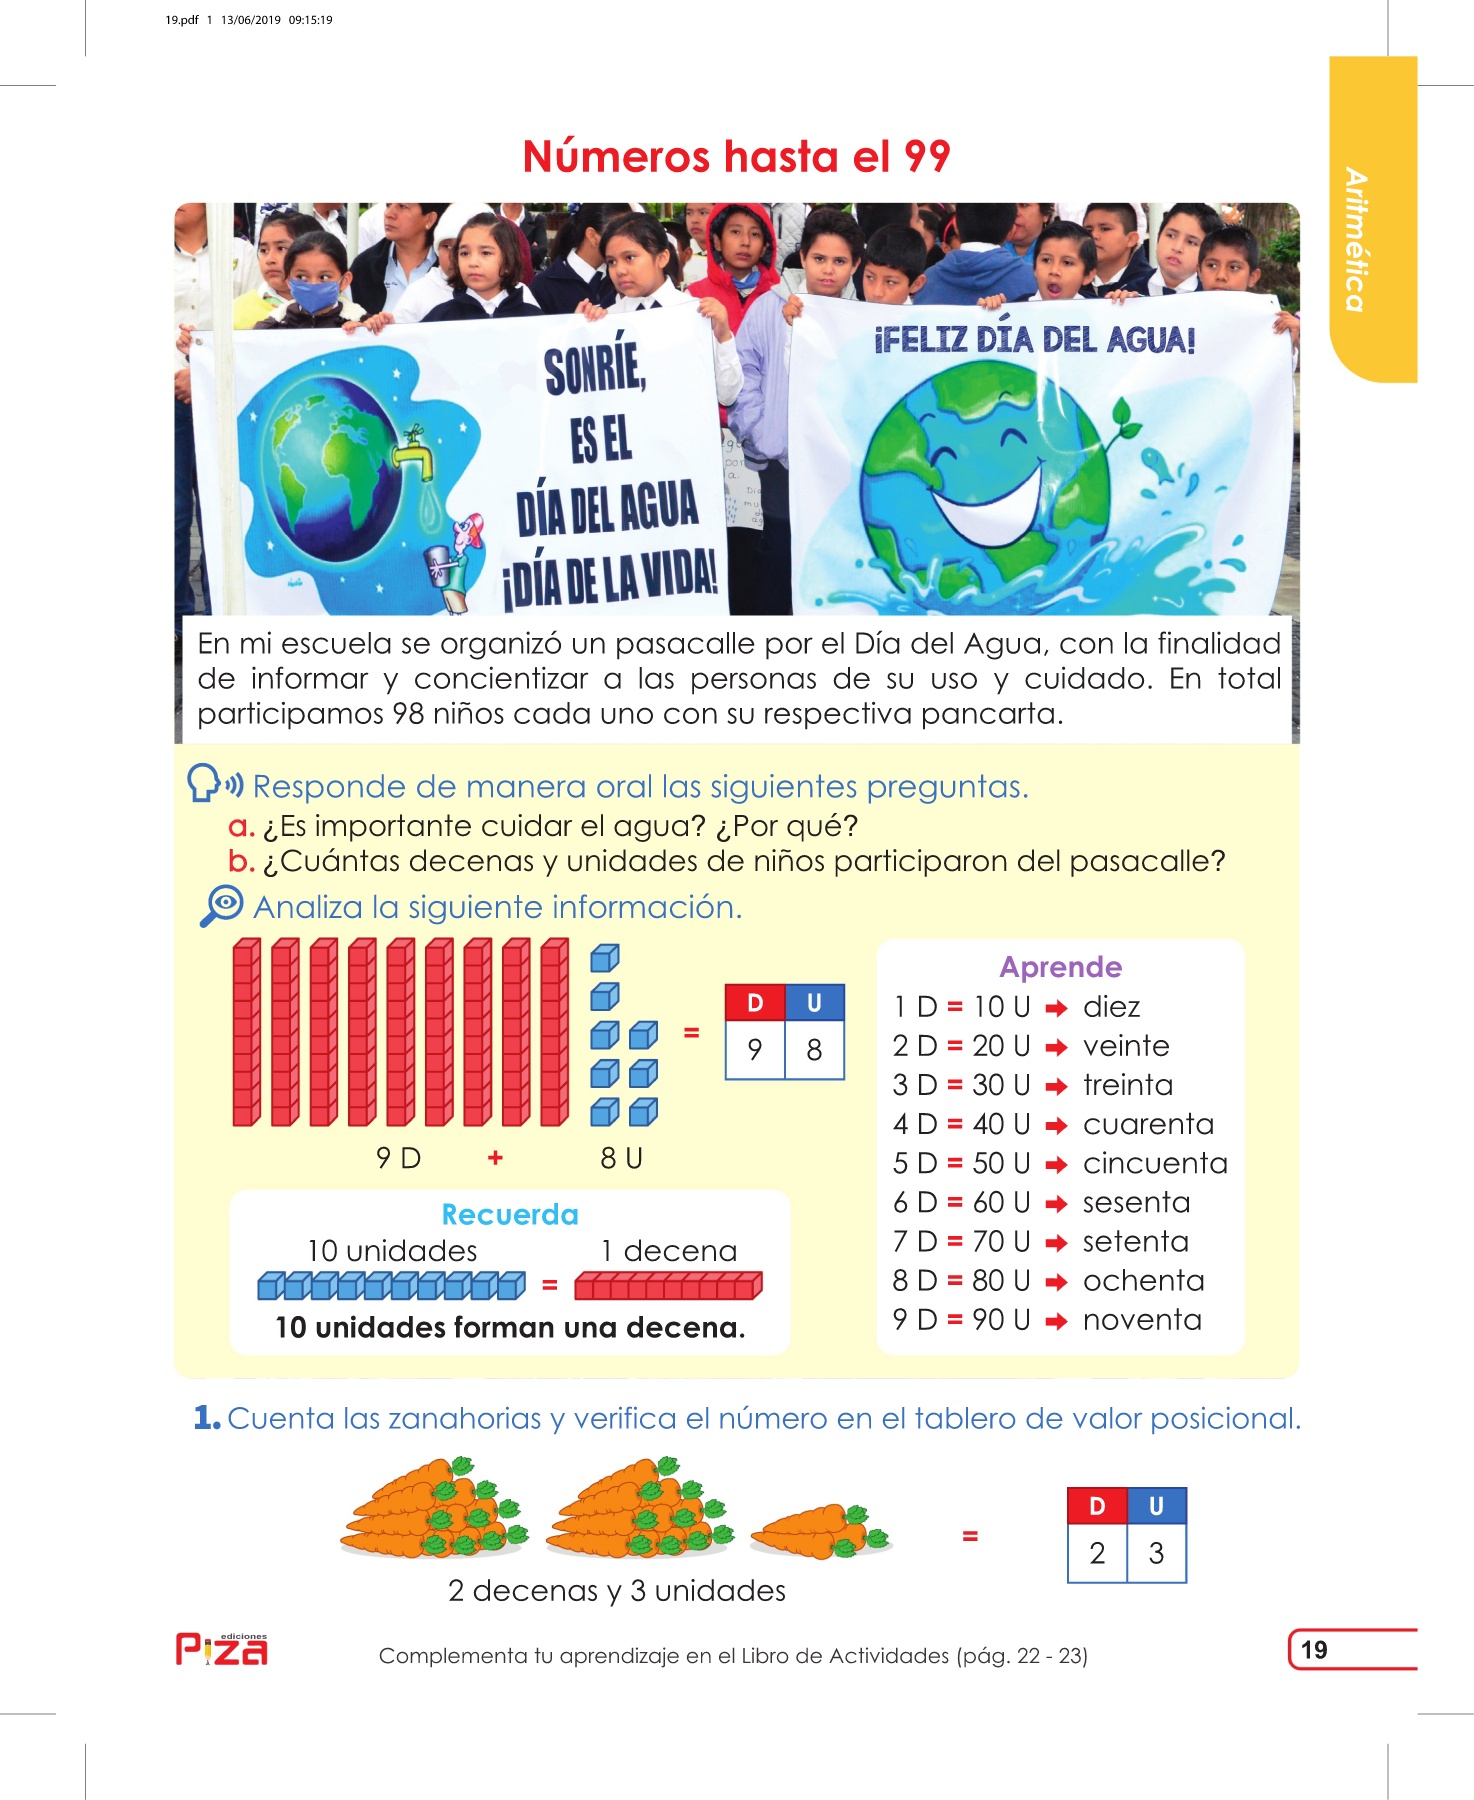 19.pdf 1 13/06/2019 09:15:19
Aritmética
Números hasta el 99
SONRÍE,
ES EL
DÍA DEL AGUA
¡DÍA DE LA VIDA!
¡FELIZ DÍA DEL AGUA!
En mi escuela se organizó un pasacalle por el Día del Agua, con la finalidad
de informar y concientizar a las personas de su uso y cuidado. En total
participamos 98 niños cada uno con su respectiva pancarta.
Responde de manera oral las siguientes preguntas.
a. ¿Es importante cuidar el agua? ¿Por qué?
b. ¿Cuántas decenas y unidades de niños participaron del pasacalle?
Analiza la siguiente información.
=
D U
9 8
9 D + 8 U
Recuerda
10 unidades 1 decena
=
10 unidades forman una decena.
Aprende
1 D = 10 U ➡ diez
2 D = 20 U ➡ veinte
3 D = 30 U ➡ treinta
4 D = 40 U ➡ cuarenta
5 D = 50 U ➡ cincuenta
6 D = 60 U ➡ sesenta
7 D = 70 U ➡ setenta
8 D = 80 U ➡ ochenta
9 D = 90 U ➡ noventa
1. Cuenta las zanahorias y verifica el número en el tablero de valor posicional.
=
D U
2 3
2 decenas y 3 unidades
ediciones
Piza
Complementa tu aprendizaje en el Libro de Actividades (pág. 22 - 23)
19